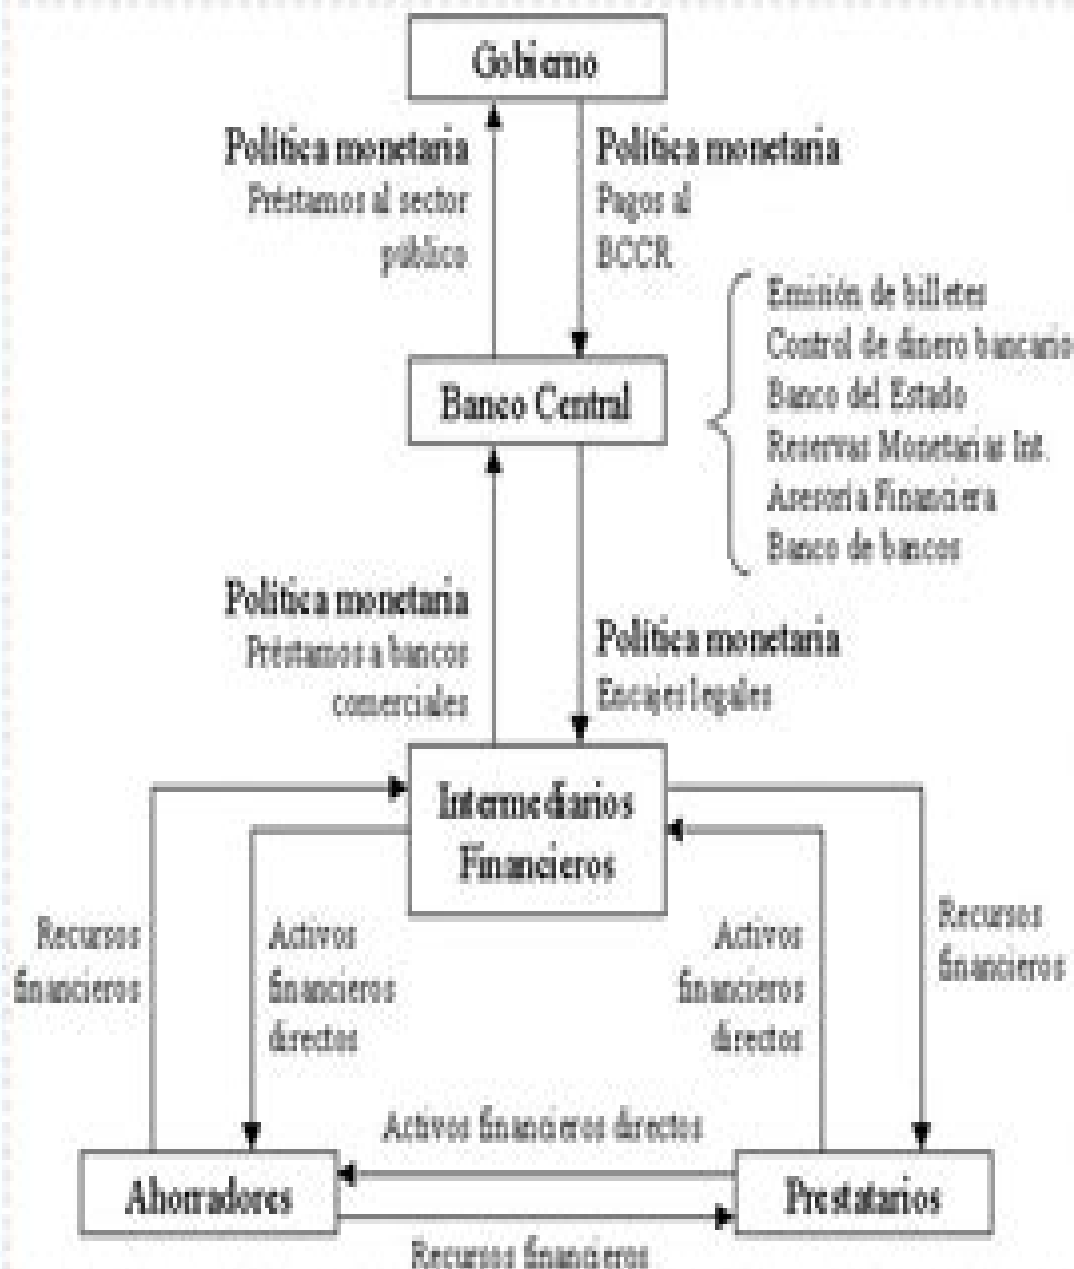 Gobierno
Política monetaria
Préstamos al sector
público
Política monetaria
Pagos al
BCCR
Banco Central
Emisión de billetes
Control de dinero bancario
Banco del Estado
Reservas Monetarias Int.
Asesoría Financiera
Banco de bancos
Política monetaria
Préstamos a bancos
comerciales
Política monetaria
Encajes legales
Intermediarios
Financieros
Recursos
financieros
Activos
financieros
directos
Activos
financieros
directos
Recursos
financieros
Activos financieros directos
Ahorradores
Prestatarios
Recursos financieros